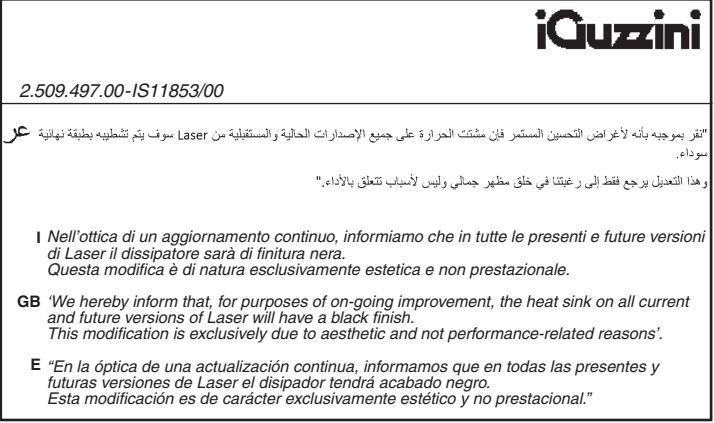 iGuzzini
2.509.497.00-IS11853/00
عر "نقر بموجبه بأنه لأغراض التحسين المستمر فإن مشتت الحرارة على جميع الإصدارات الحالية والمستقبلية من Laser سوف يتم تشطيبه بطبقة نهائية
سوداء.
وهذا التعديل يرجع فقط إلى رغبتنا في خلق مظهر جمالي وليس لأسباب تتعلق بالأداء."
I Nell'ottica di un aggiornamento continuo, informiamo che in tutte le presenti e future versioni
di Laser il dissipatore sarà di finitura nera.
Questa modifica è di natura esclusivamente estetica e non prestazionale.
GB ‘We hereby inform that, for purposes of on-going improvement, the heat sink on all current
and future versions of Laser will have a black finish.
This modification is exclusively due to aesthetic and not performance-related reasons’.
E “En la óptica de una actualización continua, informamos que en todas las presentes y
futuras versiones de Laser el disipador tendrá acabado negro.
Esta modificación es de carácter exclusivamente estético y no prestacional.”